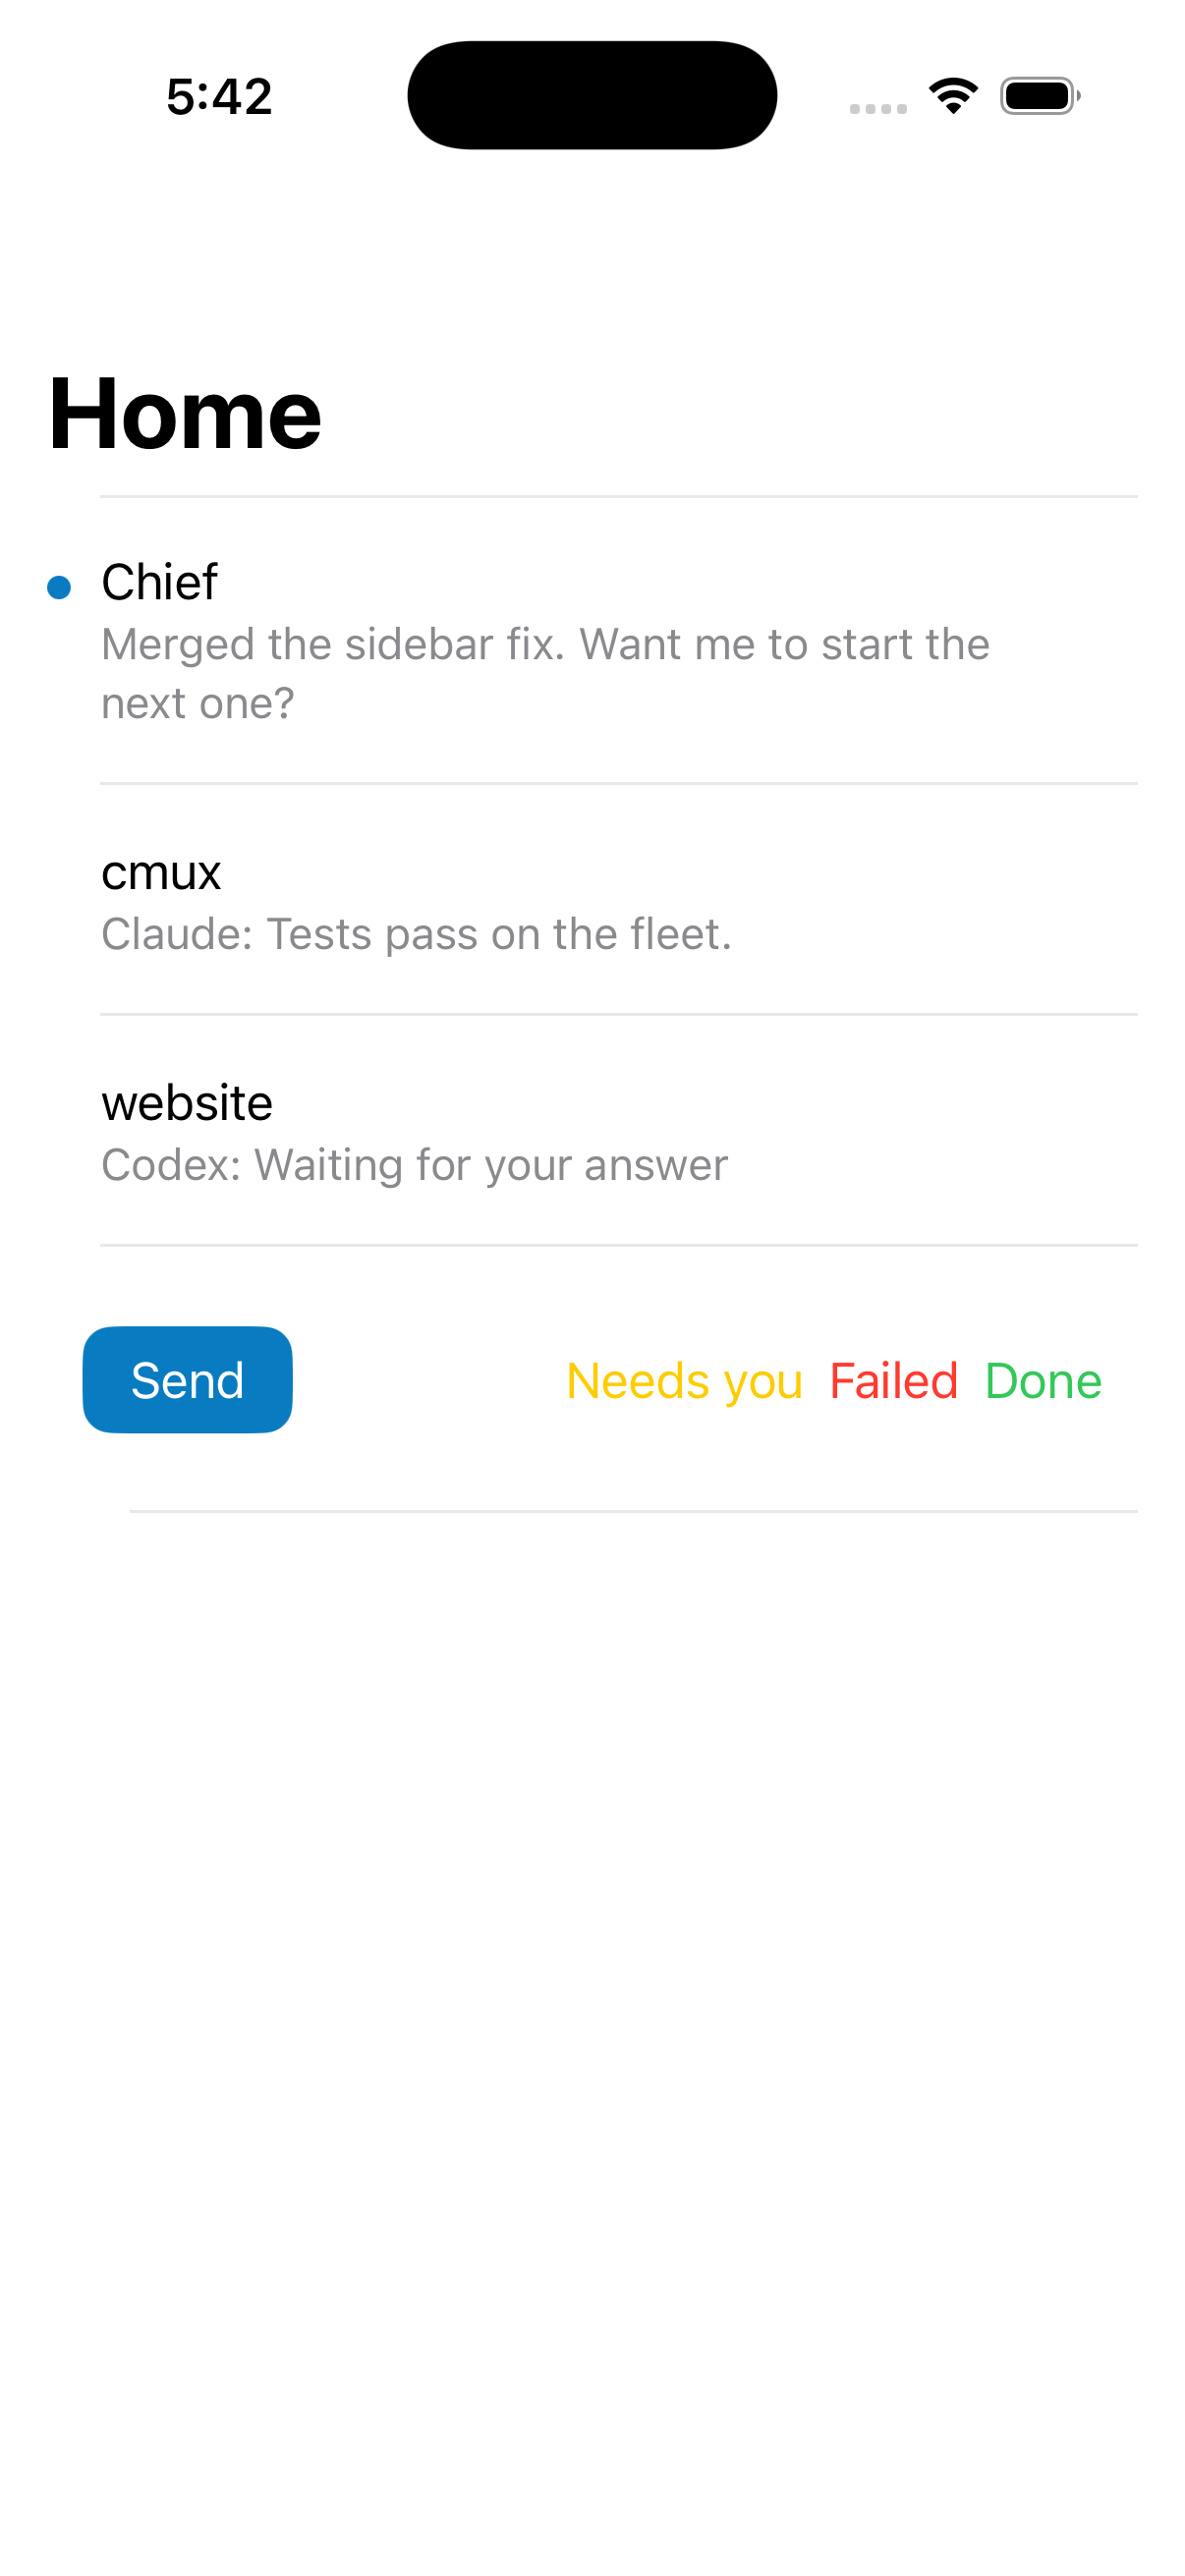 5:42
Home
Chief
Merged the sidebar fix. Want me to start the
next one?
cmux
Claude: Tests pass on the fleet.
website
Codex: Waiting for your answer
Send Needs you Failed Done